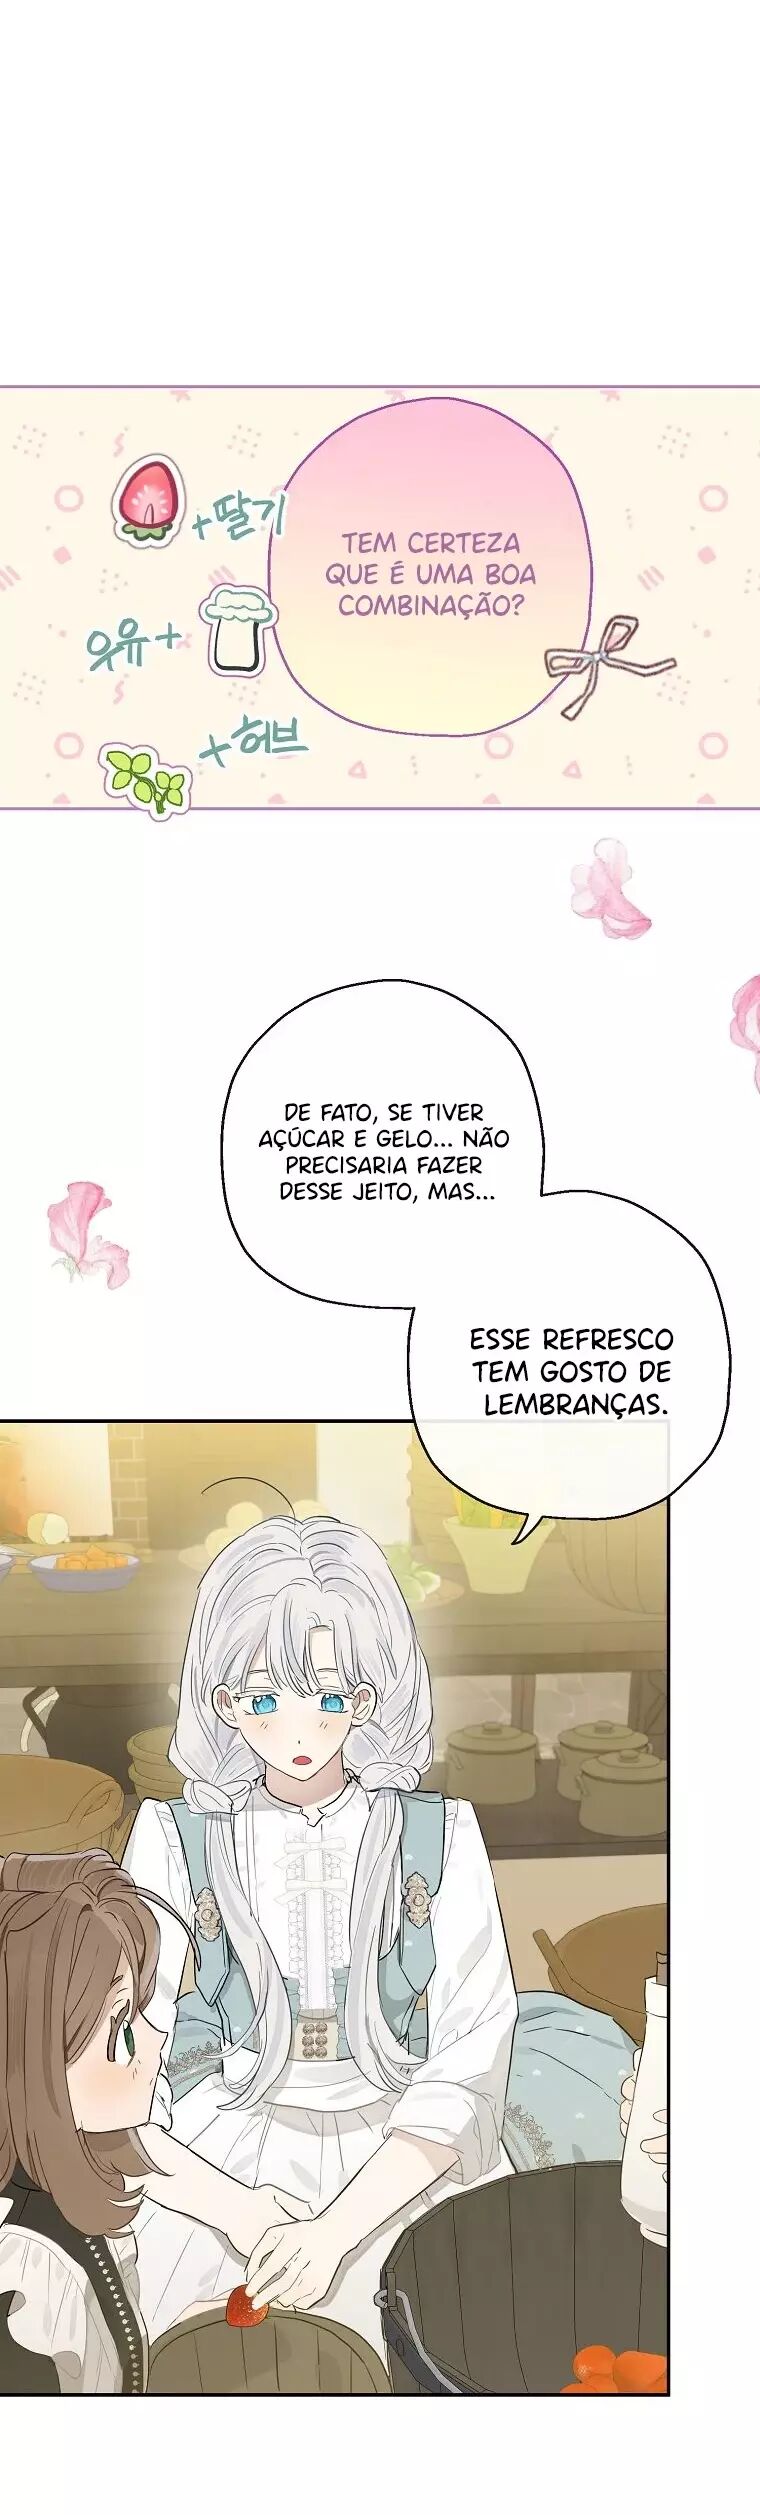 +딸기
우유+
+허브
TEM CERTEZA
QUE É UMA BOA
COMBINAÇÃO?
DE FATO, SE TIVER
AÇÚCAR E GELO... NÃO
PRECISARIA FAZER
DESSE JEITO, MAS...
ESSE REFRESCO
TEM GOSTO DE
LEMBRANÇAS.